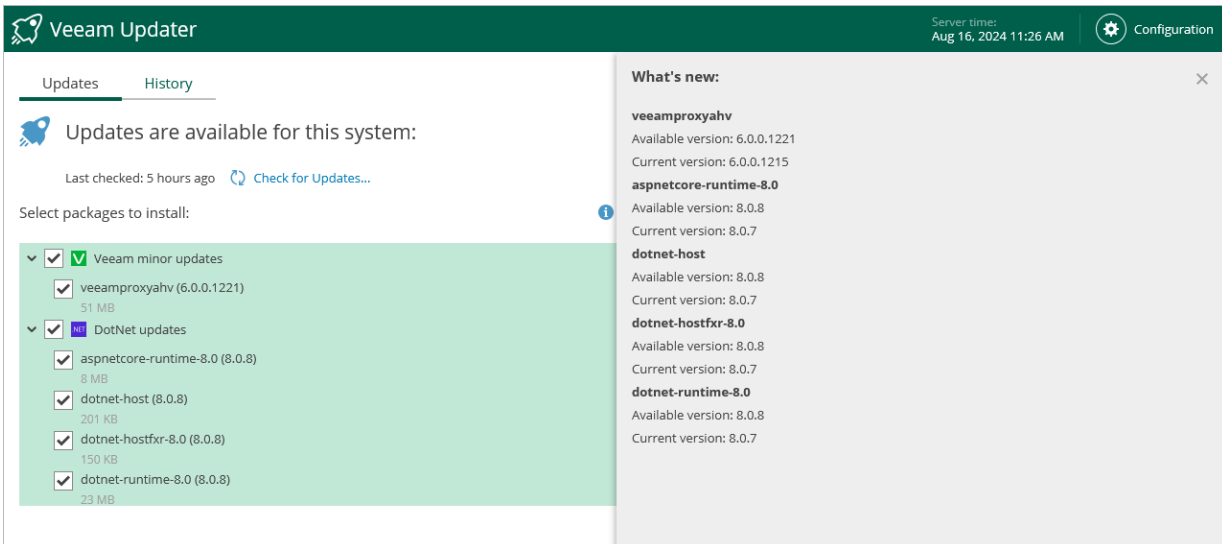 Veeam Updater
Server time:
Aug 16, 2024 11:26 AM
Configuration
Updates
History
Updates are available for this system:
Last checked: 5 hours ago
Check for Updates...
Select packages to install:
Veeam minor updates
veeamproxyahv (6.0.0.1221)
51 MB
.NET
DotNet updates
aspnetcore-runtime-8.0 (8.0.8)
8 MB
dotnet-host (8.0.8)
201 KB
dotnet-hostfxr-8.0 (8.0.8)
150 KB
dotnet-runtime-8.0 (8.0.8)
23 MB
What's new:
veeamproxyahv
Available version: 6.0.0.1221
Current version: 6.0.0.1215
aspnetcore-runtime-8.0
Available version: 8.0.8
Current version: 8.0.7
dotnet-host
Available version: 8.0.8
Current version: 8.0.7
dotnet-hostfxr-8.0
Available version: 8.0.8
Current version: 8.0.7
dotnet-runtime-8.0
Available version: 8.0.8
Current version: 8.0.7